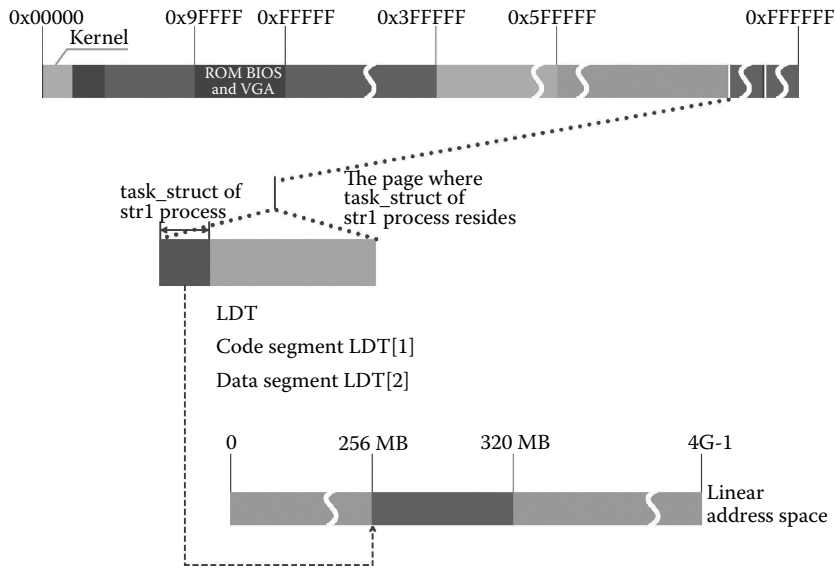 0x00000 0x9FFFF 0xFFFFF 0x3FFFFF 0x5FFFFF 0xFFFFFF
Kernel
ROM BIOS
and VGA
task_struct of
str1 process
The page where
task_struct of
str1 process resides
LDT
Code segment LDT[1]
Data segment LDT[2]
0 256 MB 320 MB 4G-1
Linear
address space